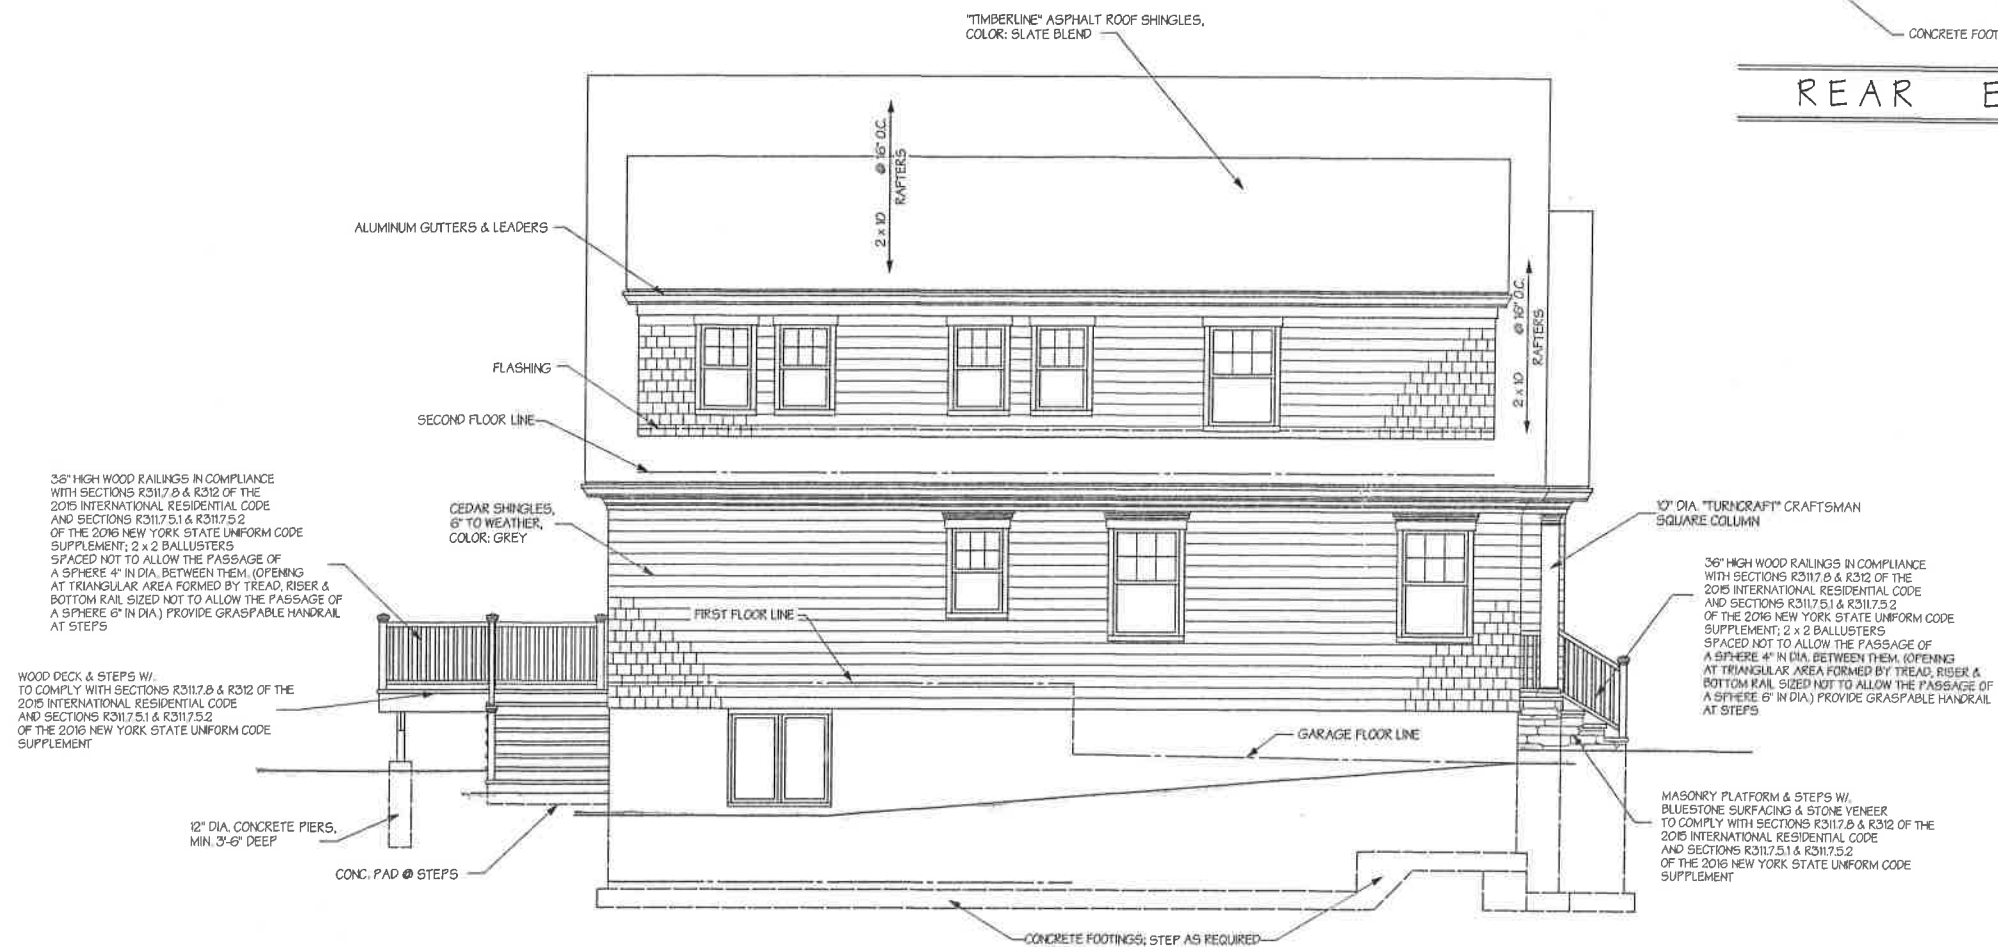 "TIMBERLINE" ASPHALT ROOF SHINGLES,
COLOR: SLATE BLEND
CONCRETE FOOT
REAR E
2 x 10 @ 16" O.C.
RAFTERS
ALUMINUM GUTTERS & LEADERS
2 x 10 @ 16" O.C.
RAFTERS
FLASHING
SECOND FLOOR LINE
36" HIGH WOOD RAILINGS IN COMPLIANCE
WITH SECTIONS R311.7.8 & R312 OF THE
2015 INTERNATIONAL RESIDENTIAL CODE
AND SECTIONS R311.7.5.1 & R311.7.5.2
OF THE 2016 NEW YORK STATE UNIFORM CODE
SUPPLEMENT; 2 x 2 BALLUSTERS
SPACED NOT TO ALLOW THE PASSAGE OF
A SPHERE 4" IN DIA. BETWEEN THEM. (OPENING
AT TRIANGULAR AREA FORMED BY TREAD, RISER &
BOTTOM RAIL SIZED NOT TO ALLOW THE PASSAGE OF
A SPHERE 6" IN DIA.) PROVIDE GRASPABLE HANDRAIL
AT STEPS
CEDAR SHINGLES,
6" TO WEATHER,
COLOR: GREY
10" DIA. "TURNCRAFT" CRAFTSMAN
SQUARE COLUMN
36" HIGH WOOD RAILINGS IN COMPLIANCE
WITH SECTIONS R311.7.8 & R312 OF THE
2015 INTERNATIONAL RESIDENTIAL CODE
AND SECTIONS R311.7.5.1 & R311.7.5.2
OF THE 2016 NEW YORK STATE UNIFORM CODE
SUPPLEMENT; 2 x 2 BALLUSTERS
SPACED NOT TO ALLOW THE PASSAGE OF
A SPHERE 4" IN DIA. BETWEEN THEM. (OPENING
AT TRIANGULAR AREA FORMED BY TREAD, RISER &
BOTTOM RAIL SIZED NOT TO ALLOW THE PASSAGE OF
A SPHERE 6" IN DIA.) PROVIDE GRASPABLE HANDRAIL
AT STEPS
FIRST FLOOR LINE
WOOD DECK & STEPS W/.
TO COMPLY WITH SECTIONS R311.7.8 & R312 OF THE
2015 INTERNATIONAL RESIDENTIAL CODE
AND SECTIONS R311.7.5.1 & R311.7.5.2
OF THE 2016 NEW YORK STATE UNIFORM CODE
SUPPLEMENT
GARAGE FLOOR LINE
12" DIA. CONCRETE PIERS,
MIN. 3'-6" DEEP
CONC. PAD @ STEPS
MASONRY PLATFORM & STEPS W/.
BLUESTONE SURFACING & STONE VENEER
TO COMPLY WITH SECTIONS R311.7.8 & R312 OF THE
2015 INTERNATIONAL RESIDENTIAL CODE
AND SECTIONS R311.7.5.1 & R311.7.5.2
OF THE 2016 NEW YORK STATE UNIFORM CODE
SUPPLEMENT
CONCRETE FOOTINGS; STEP AS REQUIRED